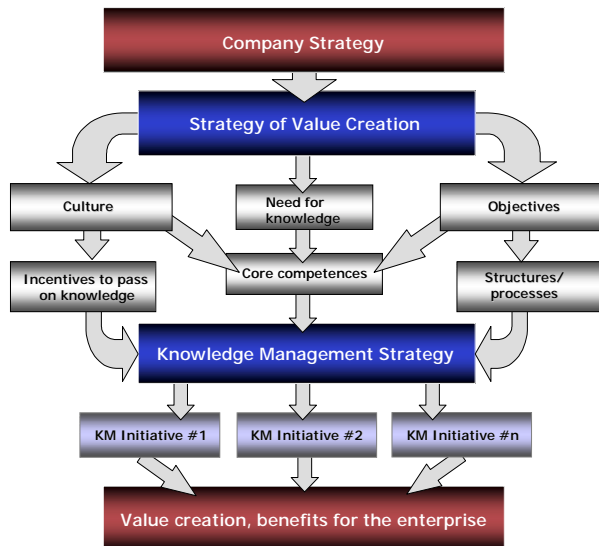 Company Strategy
Strategy of Value Creation
Culture
Need for
knowledge
Objectives
Incentives to pass
on knowledge
Core competences
Structures/
processes
Knowledge Management Strategy
KM Initiative #1
KM Initiative #2
KM Initiative #n
Value creation, benefits for the enterprise